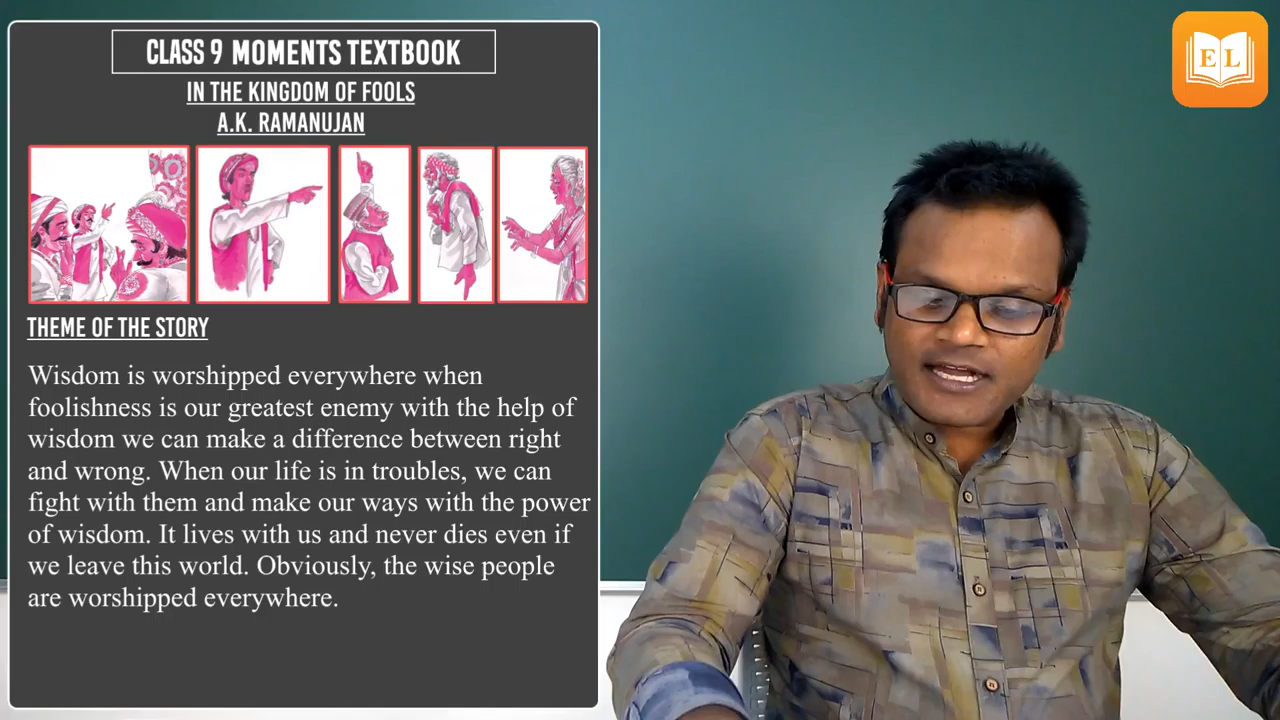 CLASS 9 MOMENTS TEXTBOOK
IN THE KINGDOM OF FOOLS
A.K. RAMANUJAN
THEME OF THE STORY
Wisdom is worshipped everywhere when
foolishness is our greatest enemy with the help of
wisdom we can make a difference between right
and wrong. When our life is in troubles, we can
fight with them and make our ways with the power
of wisdom. It lives with us and never dies even if
we leave this world. Obviously, the wise people
are worshipped everywhere.
EL